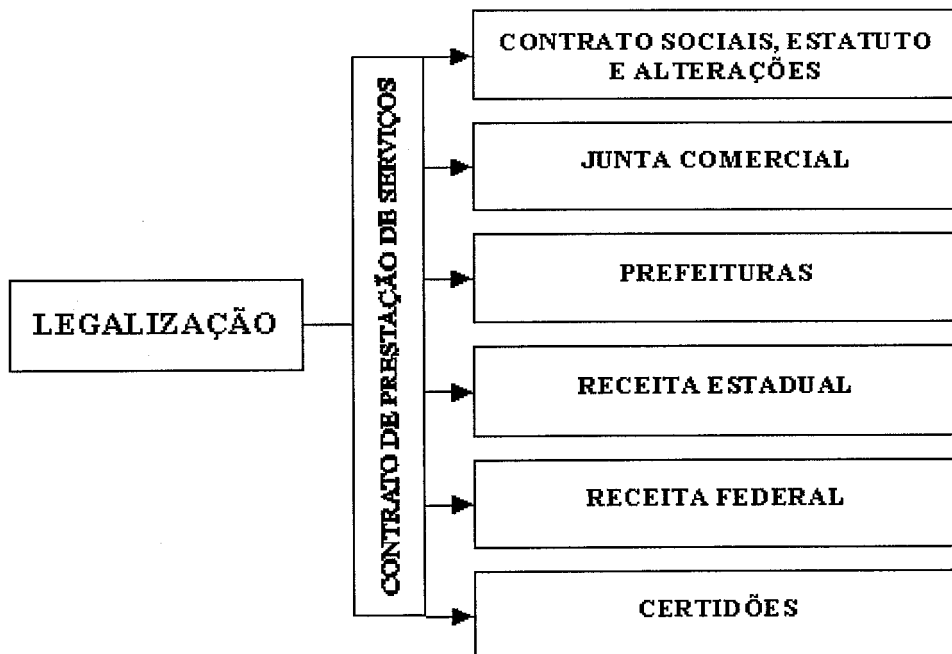 LEGALIZAÇÃO
CONTRATO DE PRESTAÇÃO DE SERVIÇOS
CONTRATO SOCIAIS, ESTATUTO
E ALTERAÇÕES
JUNTA COMERCIAL
PREFEITURAS
RECEITA ESTADUAL
RECEITA FEDERAL
CERTIDÕES